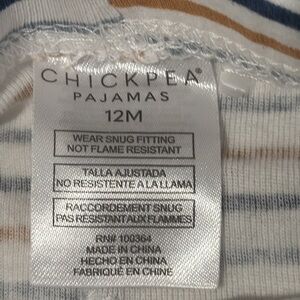 CHICKPEA®
PAJAMAS
12M
WEAR SNUG FITTING
NOT FLAME RESISTANT
TALLA AJUSTADA
NO RESISTENTE A LA LLAMA
RACCORDEMENT SNUG
PAS RÉSISTANT AUX FLAMMES
RN# 100364
MADE IN CHINA
HECHO EN CHINA
FABRIQUÉ EN CHINE